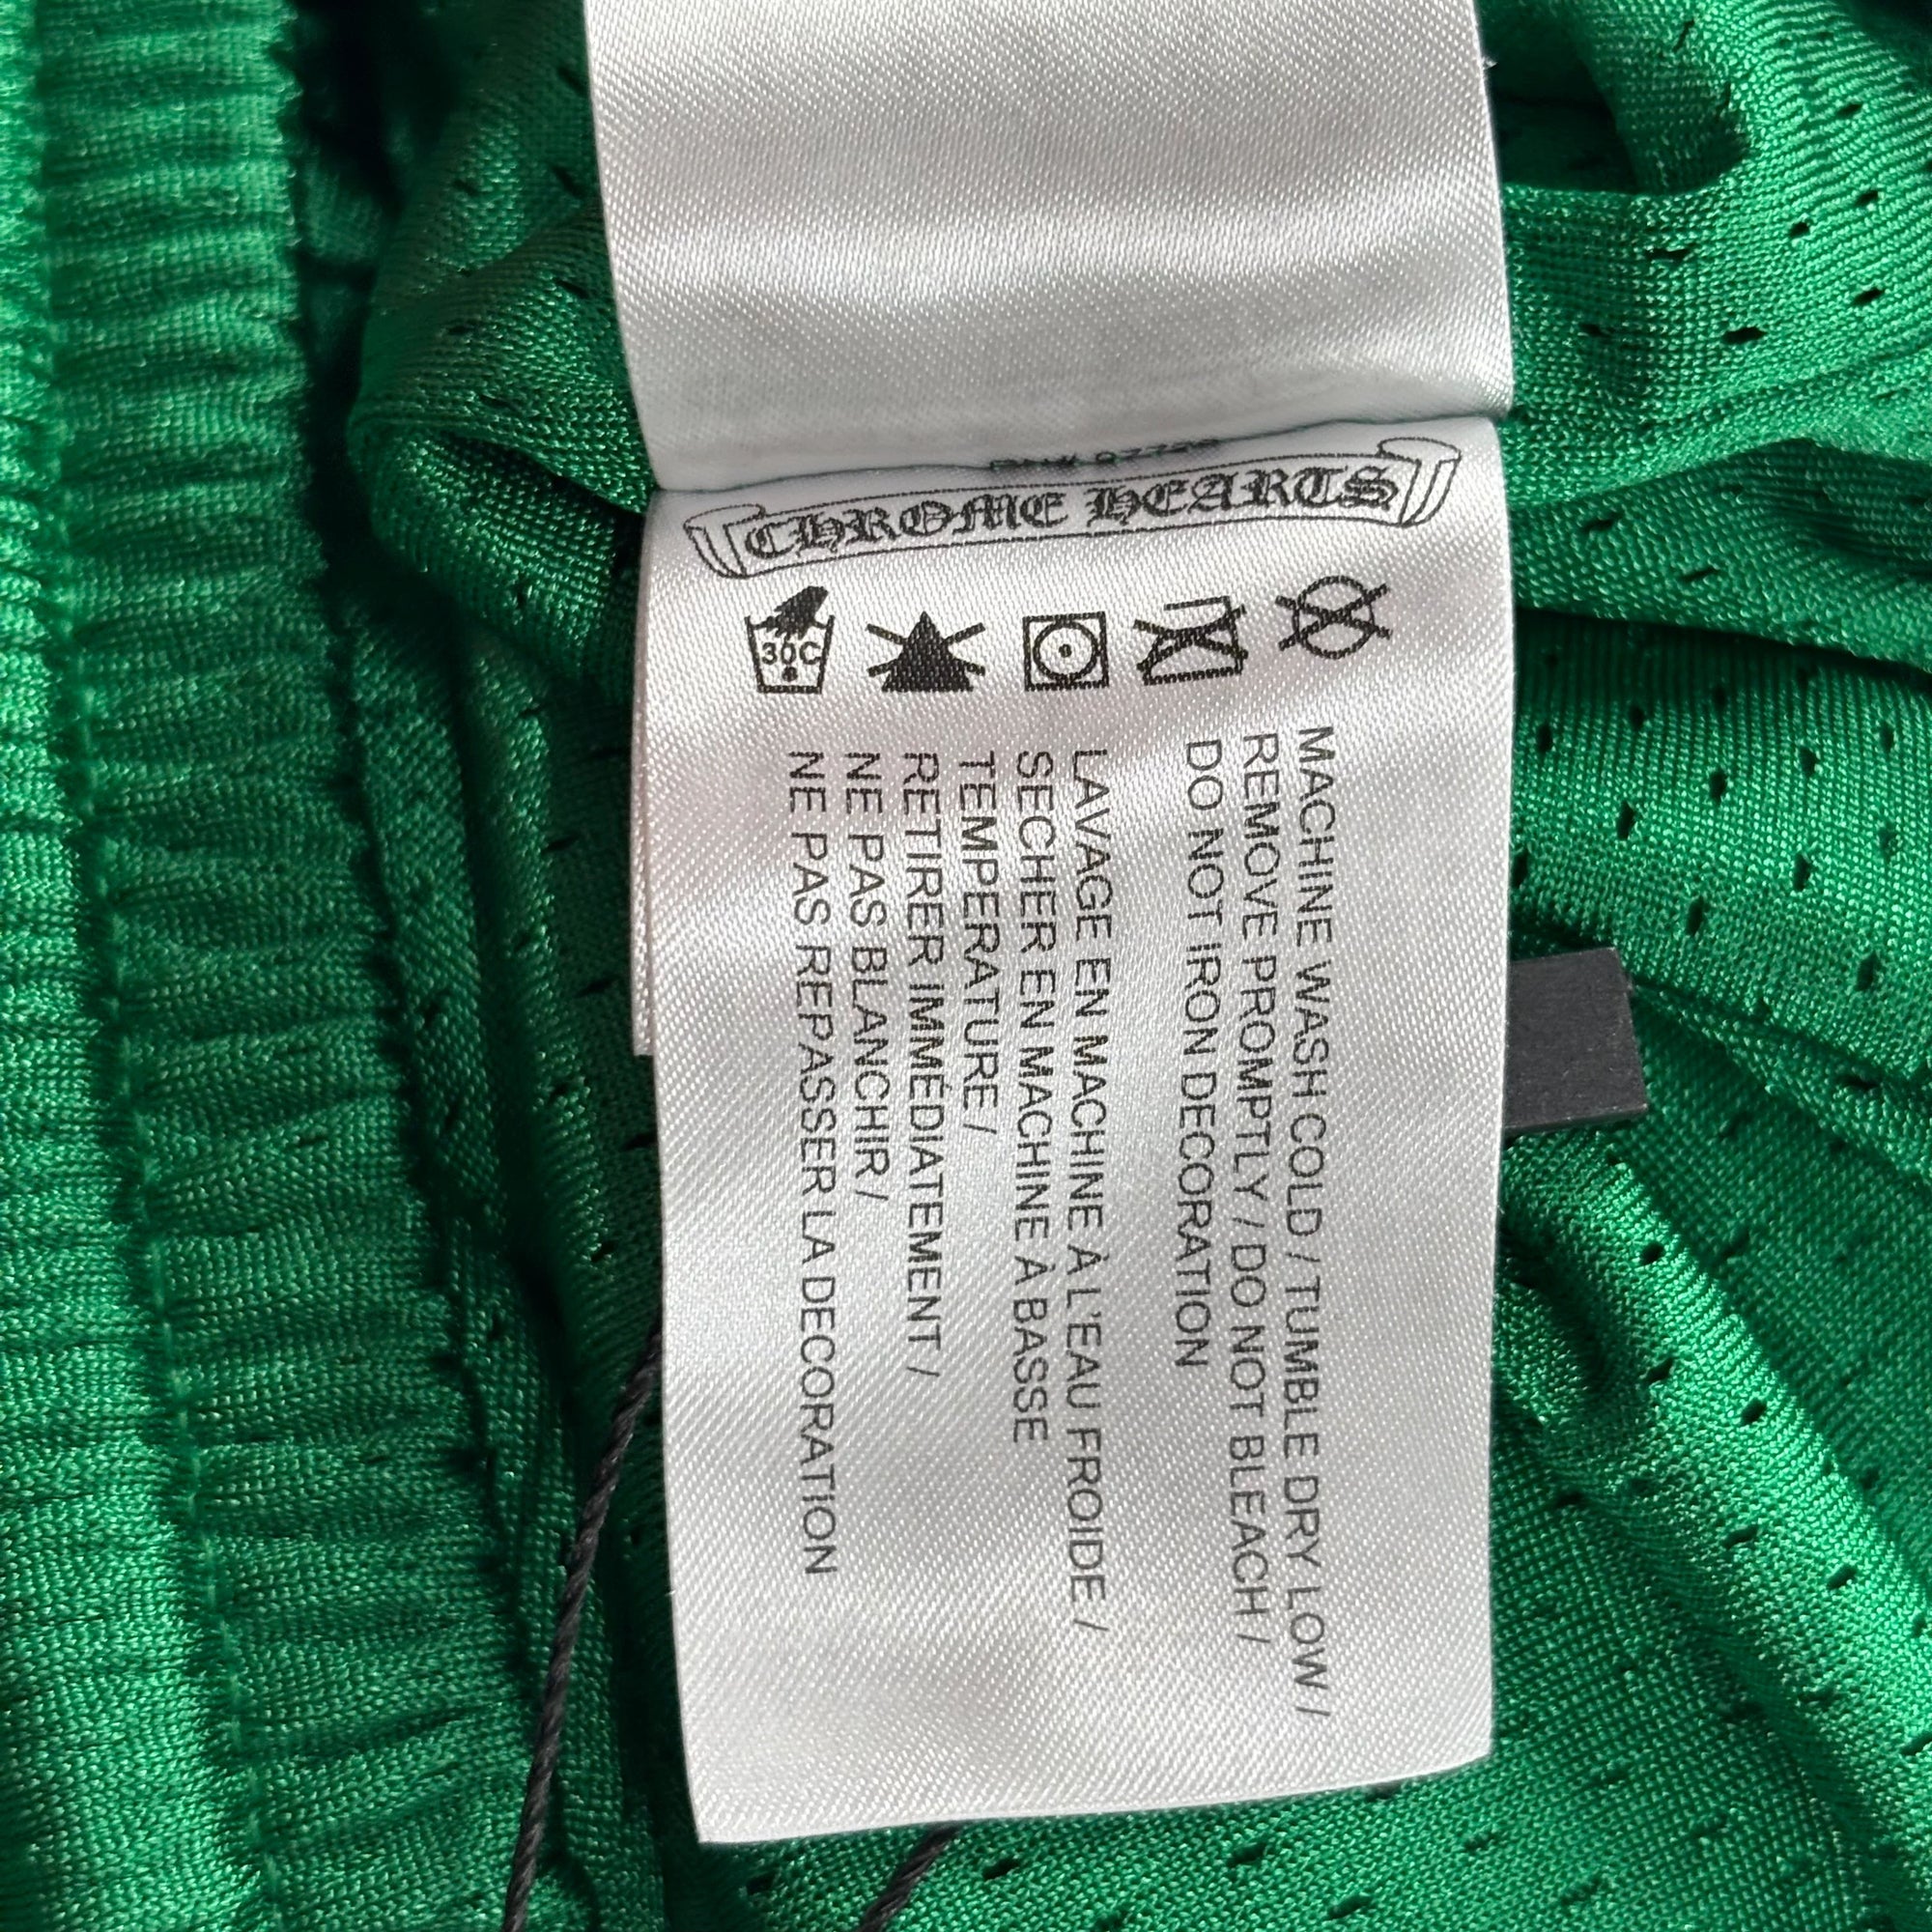 CHROME HEARTS
30C
MACHINE WASH COLD / TUMBLE DRY LOW /
REMOVE PROMPTLY / DO NOT BLEACH /
DO NOT IRON DECORATION
LAVAGE EN MACHINE À L'EAU FROIDE /
SECHER EN MACHINE À BASSE
TEMPERATURE /
RETIRER IMMÉDIATEMENT /
NE PAS BLANCHIR /
NE PAS REPASSER LA DECORATION